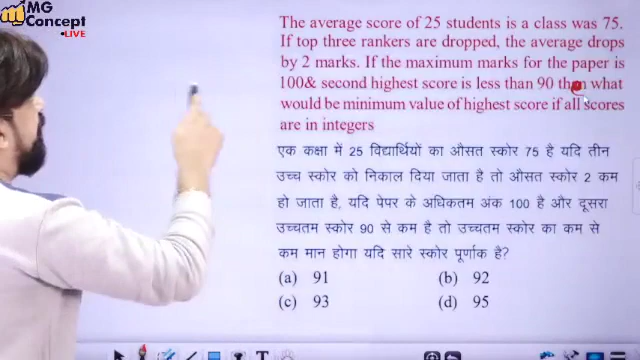 MG
Concept
LIVE
The average score of 25 students is a class was 75.
If top three rankers are dropped, the average drops
by 2 marks. If the maximum marks for the paper is
100& second highest score is less than 90 than what
would be minimum value of highest score if all scores
are in integers
एक कक्षा में 25 विद्यार्थियों का औसत स्कोर 75 है यदि तीन
उच्च स्कोर को निकाल दिया जाता है तो औसत स्कोर 2 कम
हो जाता है, यदि पेपर के अधिकतम अंक 100 है और दूसरा
उच्चतम स्कोर 90 से कम है तो उच्चतम स्कोर का कम से
कम मान होगा यदि सारे स्कोर पूर्णाक है?
(a) 91 (b) 92
(c) 93 (d) 95